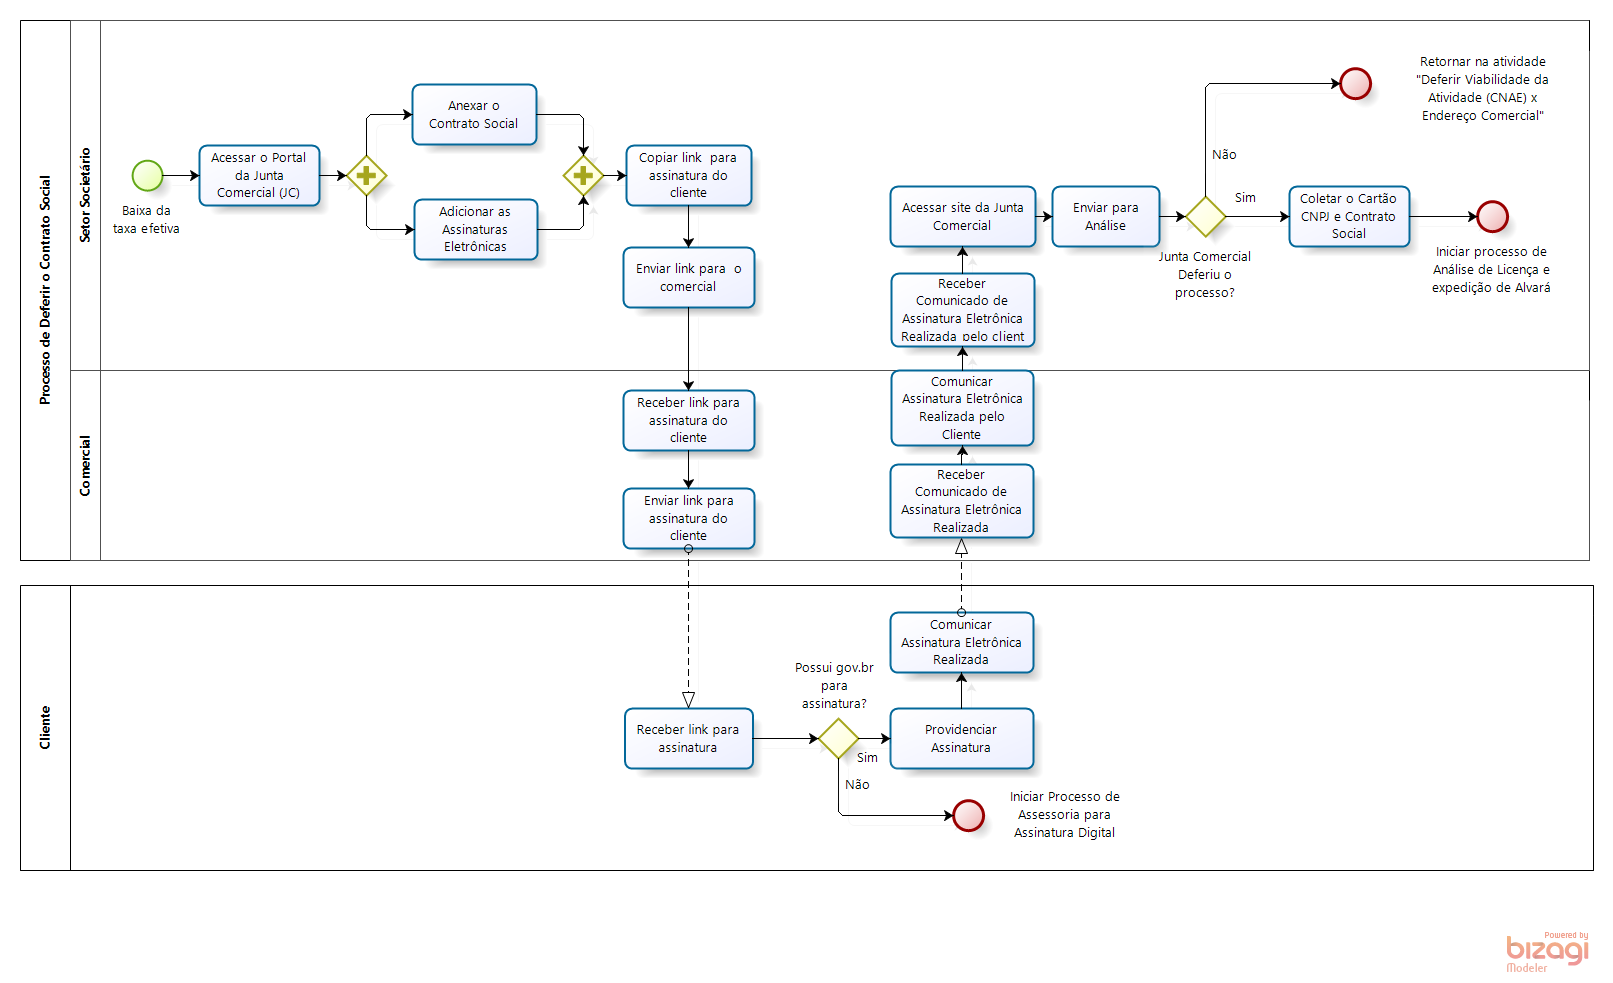 Processo de Deferir o Contrato Social
Setor Societário
Baixa da
taxa efetiva
Acessar o Portal
da Junta
Comercial (JC)
Anexar o
Contrato Social
Adicionar as
Assinaturas
Eletrônicas
Copiar link  para
assinatura do
cliente
Enviar link para  o
comercial
Acessar site da Junta
Comercial
Enviar para
Análise
Receber
Comunicado de
Assinatura Eletrônica
Realizada pelo client
Não
Sim
Junta Comercial
Deferiu o
processo?
Retornar na atividade
"Deferir Viabilidade da
Atividade (CNAE) x
Endereço Comercial"
Coletar o Cartão
CNPJ e Contrato
Social
Iniciar processo de
Análise de Licença e
expedição de Alvará
Comercial
Receber link para
assinatura do
cliente
Enviar link para
assinatura do
cliente
Comunicar
Assinatura Eletrônica
Realizada pelo
Cliente
Receber
Comunicado de
Assinatura Eletrônica
Realizada
Cliente
Receber link para
assinatura
Possui gov.br
para
assinatura?
Sim
Não
Comunicar
Assinatura Eletrônica
Realizada
Providenciar
Assinatura
Iniciar Processo de
Assessoria para
Assinatura Digital
Powered by
bizagi
Modeler